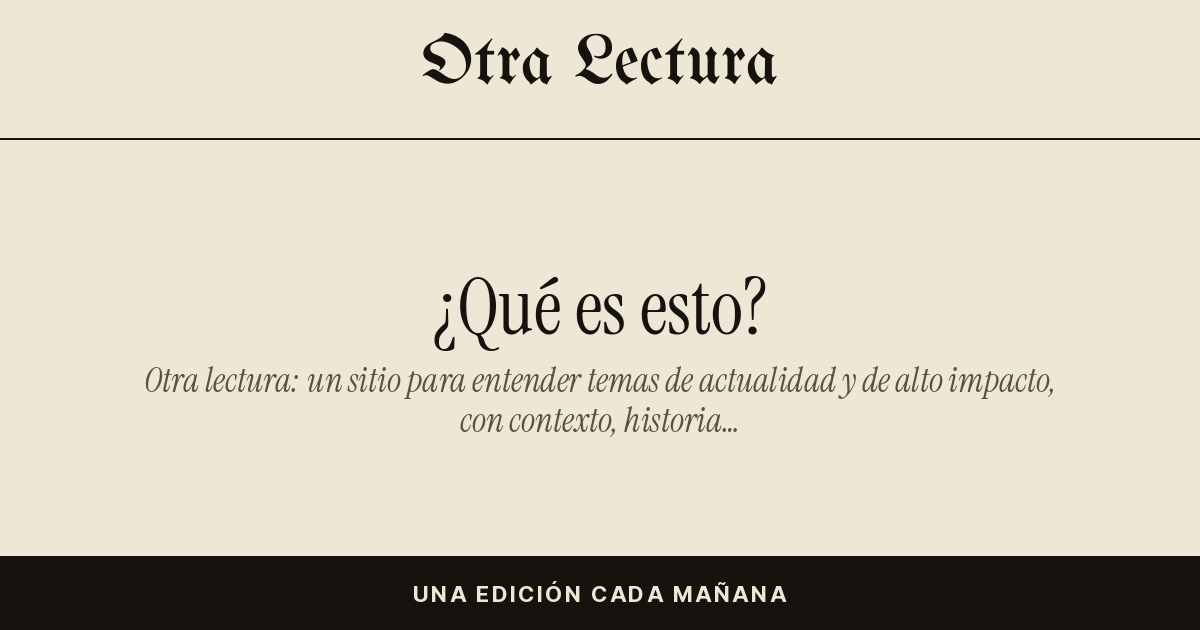 Otra Lectura
¿Qué es esto?
Otra lectura: un sitio para entender temas de actualidad y de alto impacto,
con contexto, historia...
UNA EDICIÓN CADA MAÑANA